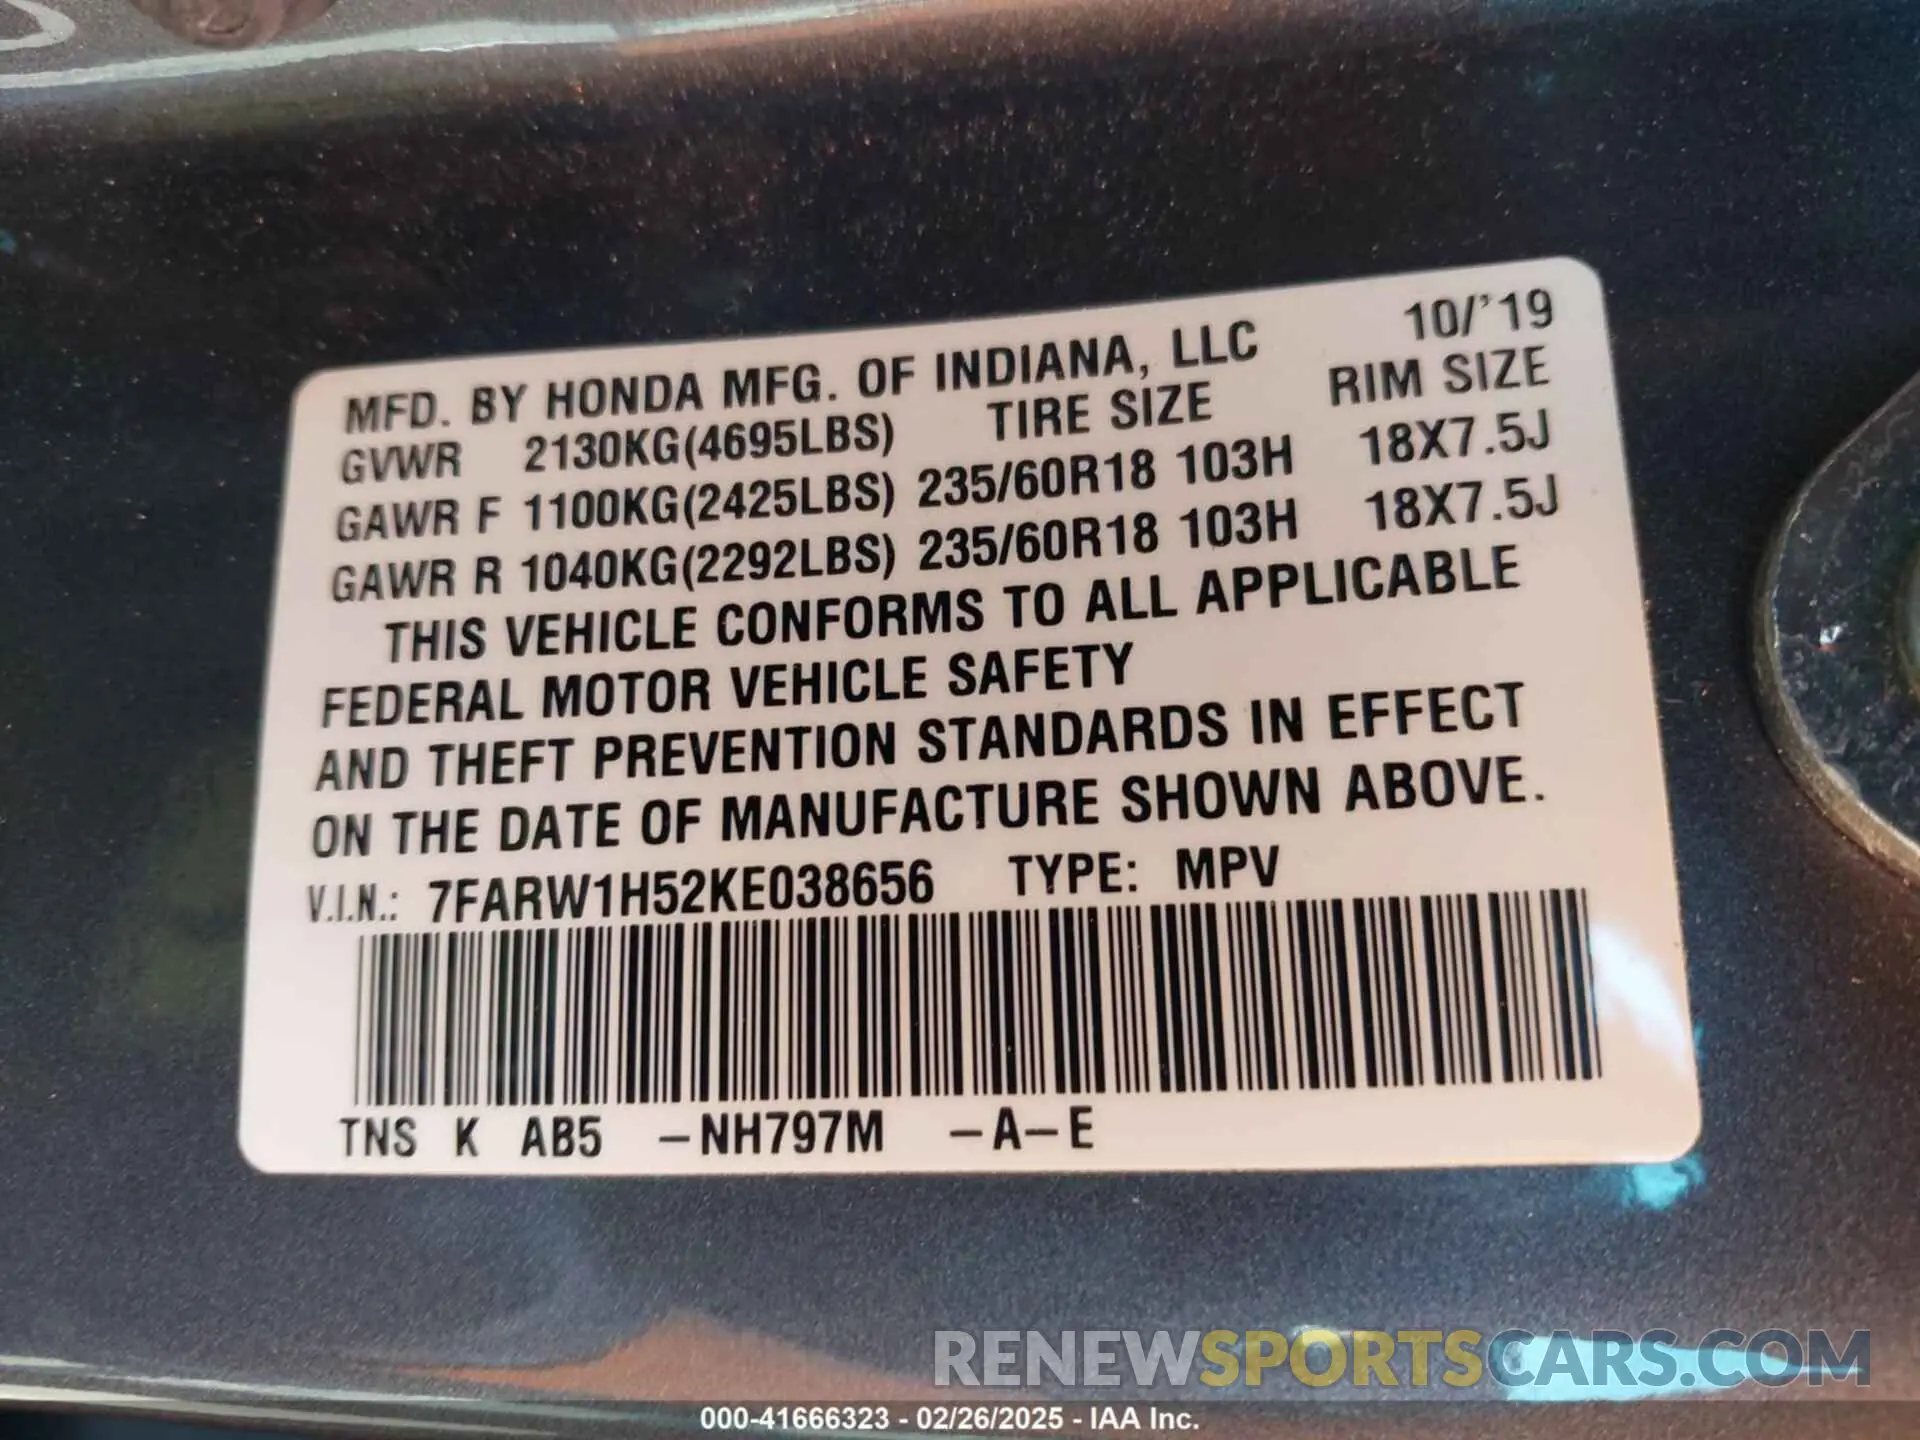 MFD. BY HONDA MFG. OF INDIANA, LLC 10/'19
GVWR 2130KG(4695LBS) TIRE SIZE RIM SIZE
GAWR F 1100KG(2425LBS) 235/60R18 103H 18X7.5J
GAWR R 1040KG(2292LBS) 235/60R18 103H 18X7.5J
THIS VEHICLE CONFORMS TO ALL APPLICABLE
FEDERAL MOTOR VEHICLE SAFETY
AND THEFT PREVENTION STANDARDS IN EFFECT
ON THE DATE OF MANUFACTURE SHOWN ABOVE.
V.I.N.: 7FARW1H52KE038656 TYPE: MPV
TNS K AB5 –NH797M –A–E
RENEWSPORTSCARS.COM
000-41666323 - 02/26/2025 - IAA Inc.